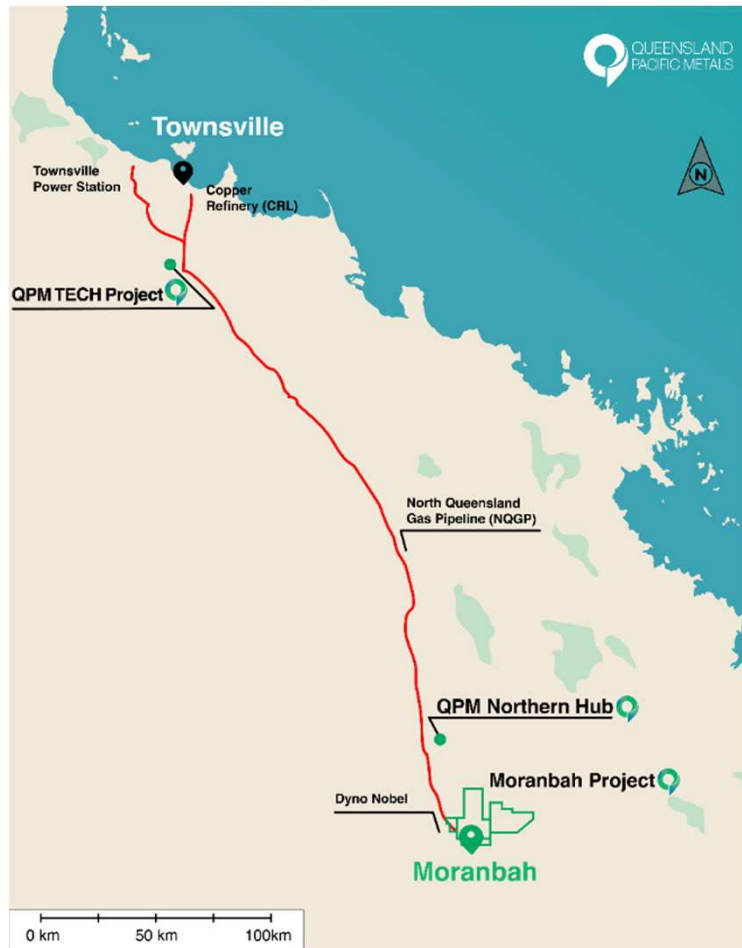 QUEENSLAND
PACIFIC METALS
Townsville
N
Townsville
Power Station
Copper
Refinery (CRL)
QPM TECH Project
North Queensland
Gas Pipeline (NQGP)
QPM Northern Hub
Moranbah Project
Dyno Nobel
Moranbah
0 km
50 km
100km